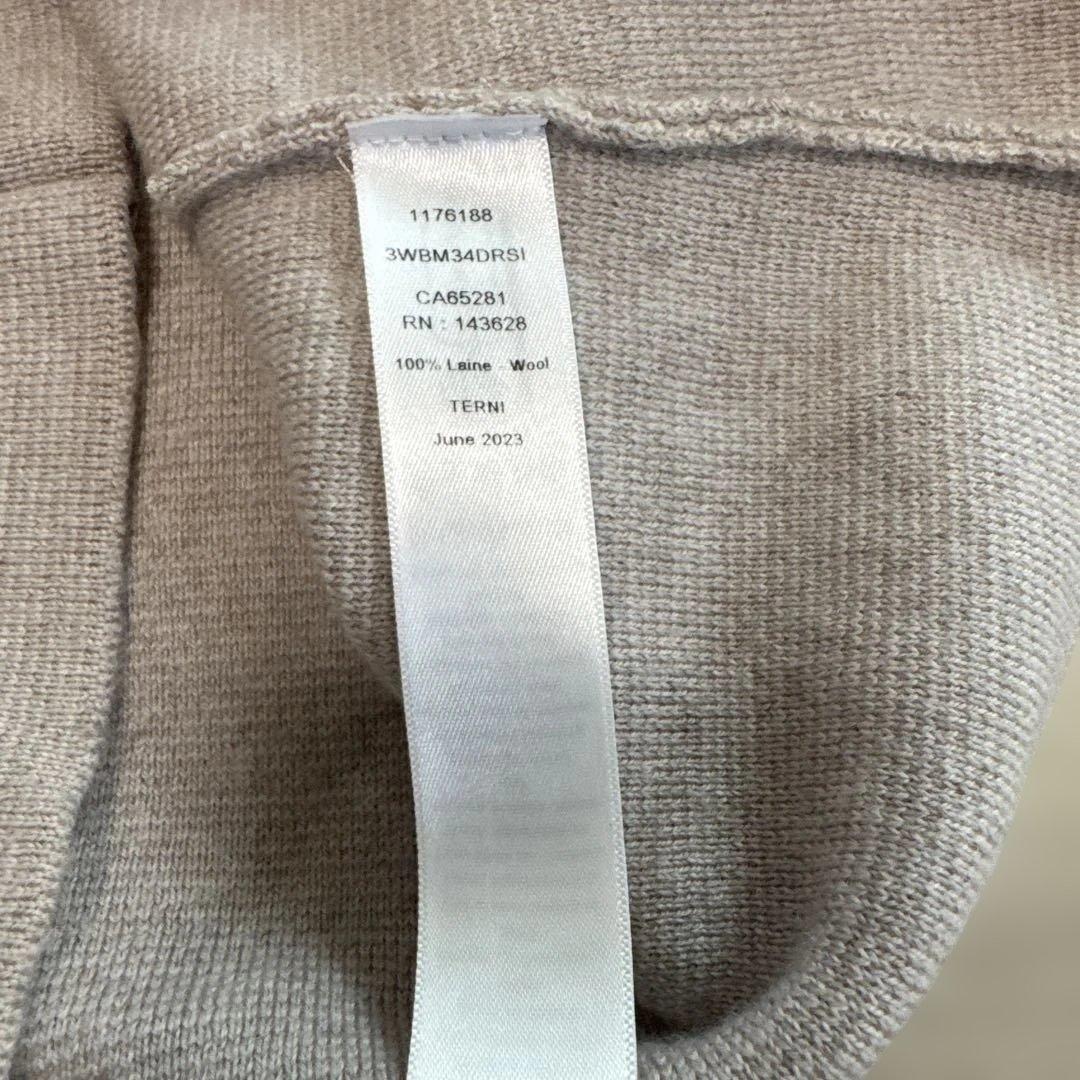 1176188
3WBM34DRSI
CA65281
RN : 143628
100% Laine - Wool
TERNI
June 2023